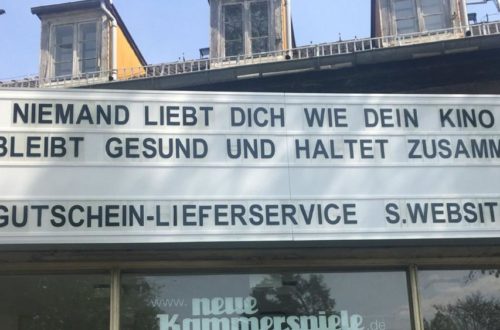 NIEMAND LIEBT DICH WIE DEIN KINO
BLEIBT GESUND UND HALTET ZUSAMM
GUTSCHEIN-LIEFERSERVICE S.WEBSIT
www.
neue
Kammerspiele.de